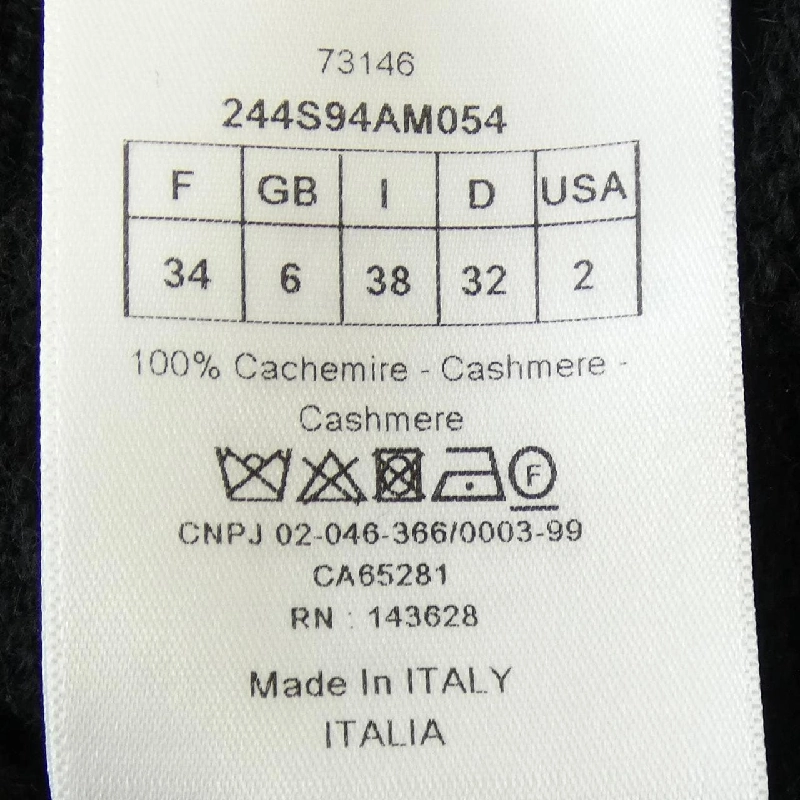 73146
244S94AM054
F GB I D USA
34 6 38 32 2
100% Cachemire - Cashmere -
Cashmere
F
CNPJ 02-046-366/0003-99
CA65281
RN : 143628
Made In ITALY
ITALIA